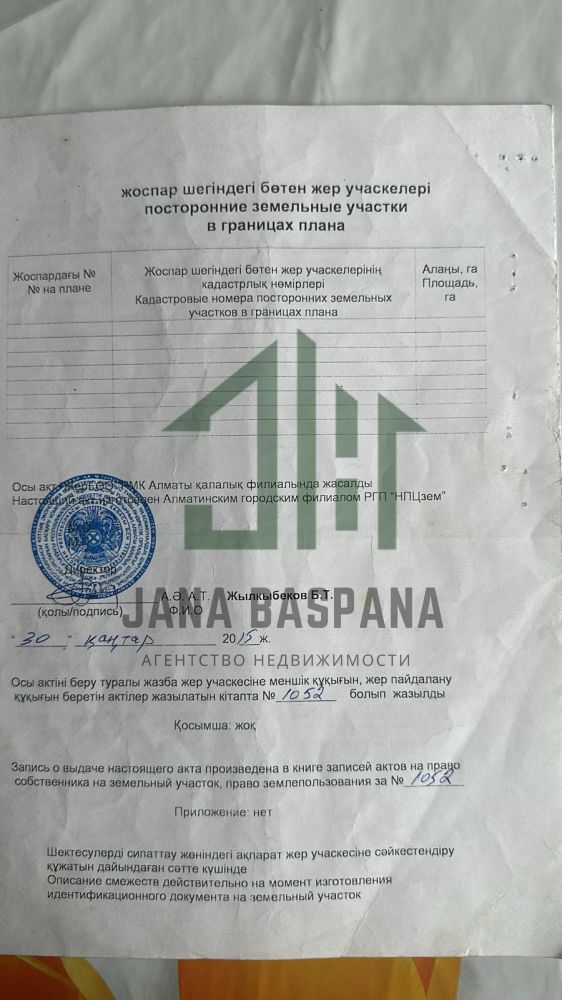 жоспар шегіндегі бөтен жер учаскелері
посторонние земельные участки
в границах плана
Жоспардағы №
№ на плане
Жоспар шегіндегі бөтен жер учаскелерінің
кадастрлық нөмірлері
Кадастровые номера посторонних земельных
участков в границах плана
Алаңы, га
Площадь,
га
Осы акт "ЖерҒӨО" РМК Алматы қалалық филиалында жасалды
Настоящий акт изготовлен Алматинским городским филиалом РГП "НПЦзем"
М.О.
М.П.
Директор
А.Ә. А.Т. Жылкыбеков Б.Т.
(қолы/подпись) Ф.И.О
JANA BASPANA
"30" қаңтар 2015 ж.
АГЕНТСТВО НЕДВИЖИМОСТИ
Осы актіні беру туралы жазба жер учаскесіне меншік құқығын, жер пайдалану
құқығын беретін актілер жазылатын кітапта № 1052 болып жазылды
Қосымша: жоқ
Запись о выдаче настоящего акта произведена в книге записей актов на право
собственника на земельный участок, право землепользования за № 1052
Приложение: нет
Шектесулерді сипаттау жөніндегі ақпарат жер учаскесіне сәйкестендіру
құжатын дайындаған сәтте күшінде
Описание смежеств действительно на момент изготовления
идентификационного документа на земельный участок